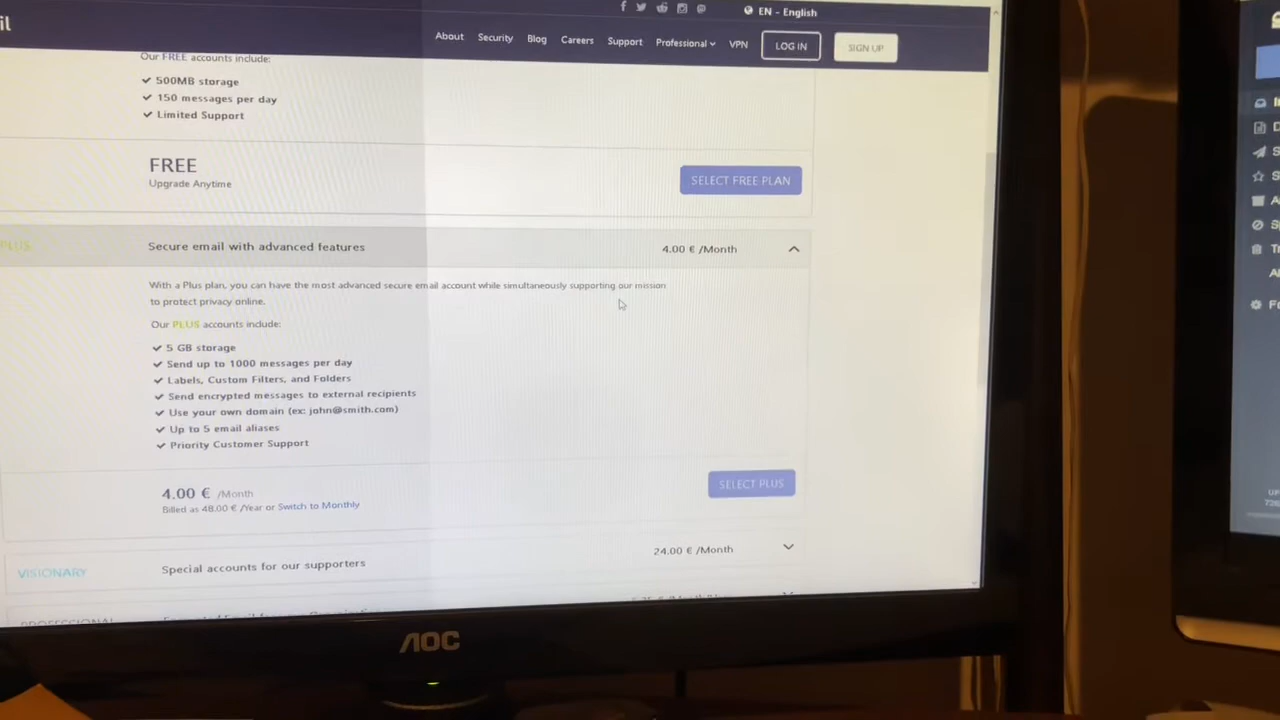 il
EN - English
About Security Blog Careers Support Professional VPN LOG IN SIGN UP
Our FREE accounts include:
500MB storage
150 messages per day
Limited Support
FREE
Upgrade Anytime
SELECT FREE PLAN
PLUS Secure email with advanced features 4.00 € /Month
With a Plus plan, you can have the most advanced secure email account while simultaneously supporting our mission
to protect privacy online.
Our PLUS accounts include:
5 GB storage
Send up to 1000 messages per day
Labels, Custom Filters, and Folders
Send encrypted messages to external recipients
Use your own domain (ex: john@smith.com)
Up to 5 email aliases
Priority Customer Support
4.00 € /Month
Billed as 48.00 € /Year or Switch to Monthly
SELECT PLUS
VISIONARY Special accounts for our supporters 24.00 € /Month
PROFESSIONAL
AOC